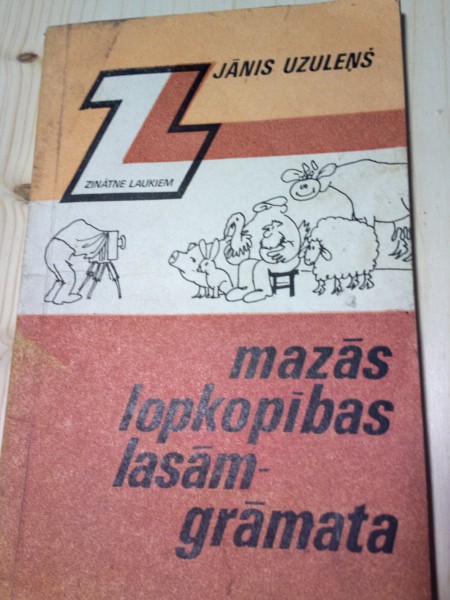 JĀNIS UZULEŅŠ
ZINĀTNE LAUKIEM
mazās
lopkopības
lasām-
grāmata